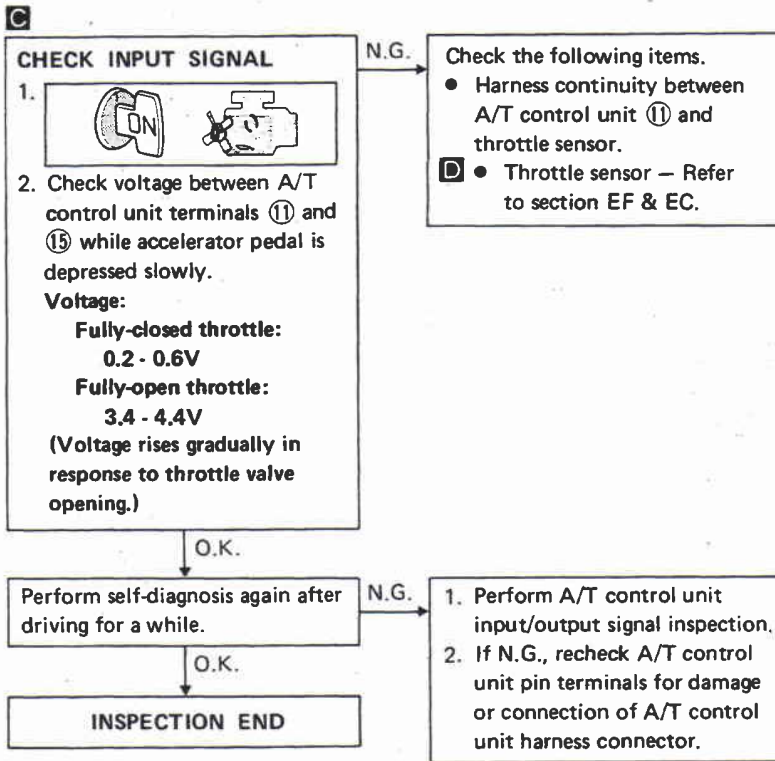 C
CHECK INPUT SIGNAL
1.
ON
2. Check voltage between A/T
control unit terminals ⑪ and
⑮ while accelerator pedal is
depressed slowly.
Voltage:
Fully-closed throttle:
0.2 - 0.6V
Fully-open throttle:
3.4 - 4.4V
(Voltage rises gradually in
response to throttle valve
opening.)
N.G.
Check the following items.
● Harness continuity between
A/T control unit ⑪ and
throttle sensor.
D ● Throttle sensor — Refer
to section EF & EC.
O.K.
Perform self-diagnosis again after
driving for a while.
N.G.
1. Perform A/T control unit
input/output signal inspection.
2. If N.G., recheck A/T control
unit pin terminals for damage
or connection of A/T control
unit harness connector.
O.K.
INSPECTION END